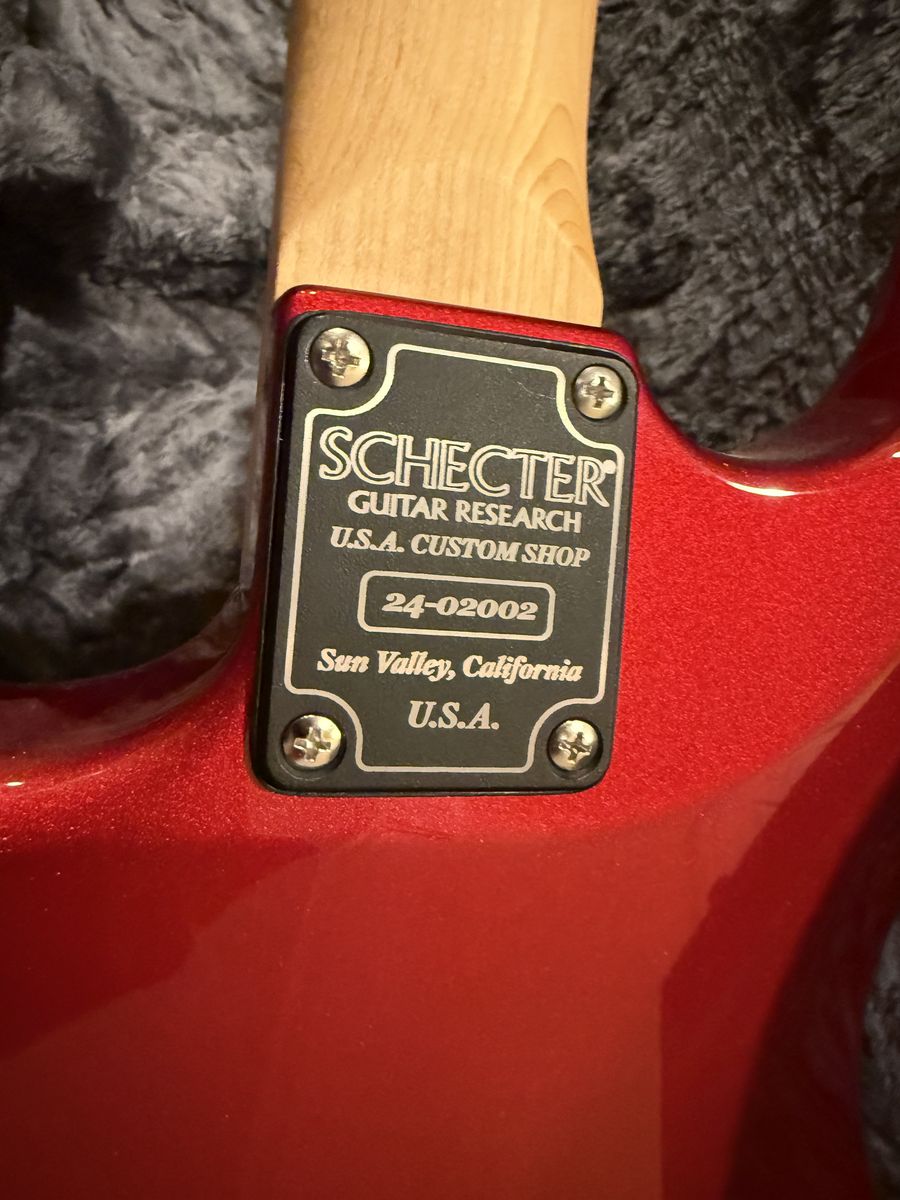 SCHECTER®
GUITAR RESEARCH
U.S.A. CUSTOM SHOP
24-02002
Sun Valley, California
U.S.A.